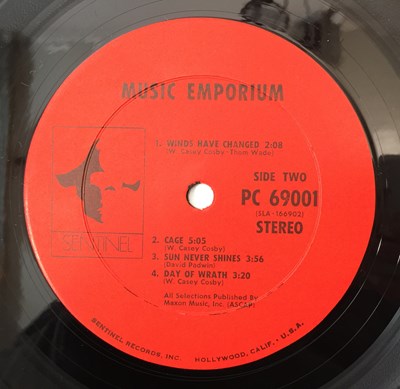 MUSIC EMPORIUM
1. WINDS HAVE CHANGED 2:08
(W. Casey Cosby-Thom Wade)
SIDE TWO
PC 69001
(SLA-166902)
STEREO
SENTINEL
2. CAGE 5:05
(W. Casey Cosby)
3. SUN NEVER SHINES 3:56
(David Padwin)
4. DAY OF WRATH 3:20
(W. Casey Cosby)
All Selections Published By
Maxon Music, Inc. (ASCAP)
SENTINEL RECORDS, INC. HOLLYWOOD, CALIF. • U.S.A.